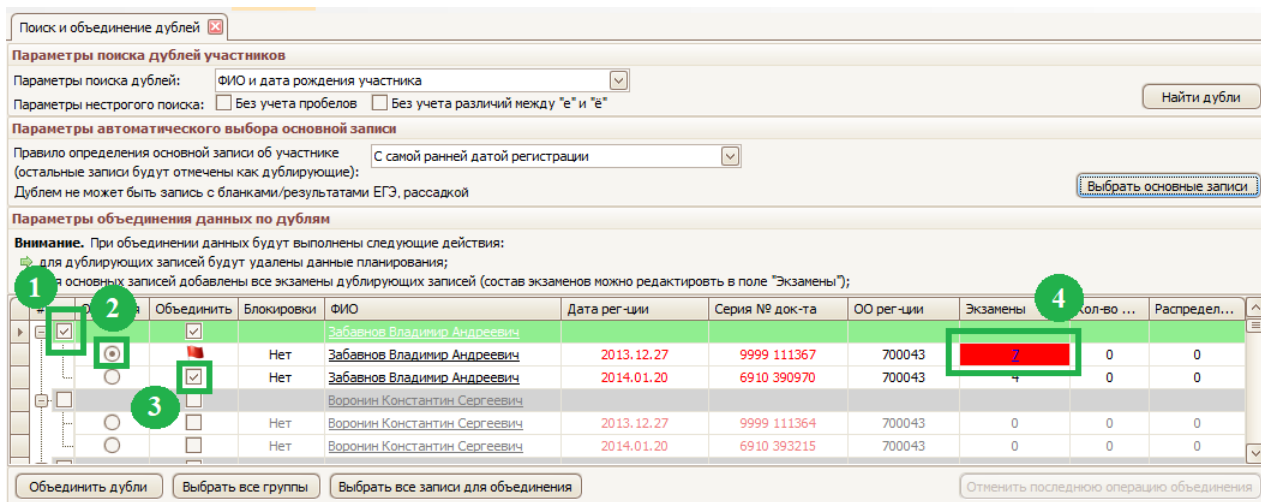 Поиск и объединение дублей
Параметры поиска дублей участников
Параметры поиска дублей: ФИО и дата рождения участника
Параметры нестрогого поиска: Без учета пробелов Без учета различий между "е" и "ё" Найти дубли
Параметры автоматического выбора основной записи
Правило определения основной записи об участнике С самой ранней датой регистрации
(остальные записи будут отмечены как дублирующие):
Дублем не может быть запись с бланками/результатами ЕГЭ, рассадкой Выбрать основные записи
Параметры объединения данных по дублям
Внимание. При объединении данных будут выполнены следующие действия:
для дублирующих записей будут удалены данные планирования;
основных записей добавлены все экзамены дублирующих записей (состав экзаменов можно редактировть в поле "Экзамены");
1 2 4
# Объединить Блокировки ФИО Дата рег-ции Серия № док-та ОО рег-ции Экзамены Кол-во ... Распредел...
Забавнов Владимир Андреевич
Нет Забавнов Владимир Андреевич 2013.12.27 9999 111367 700043 7 0 0
Нет Забавнов Владимир Андреевич 2014.01.20 6910 390970 700043 4 0 0
3
Воронин Константин Сергеевич
Нет Воронин Константин Сергеевич 2013.12.27 9999 111364 700043 0 0 0
Нет Воронин Константин Сергеевич 2014.01.20 6910 393215 700043 0 0 0
Объединить дубли Выбрать все группы Выбрать все записи для объединения Отменить последнюю операцию объединения